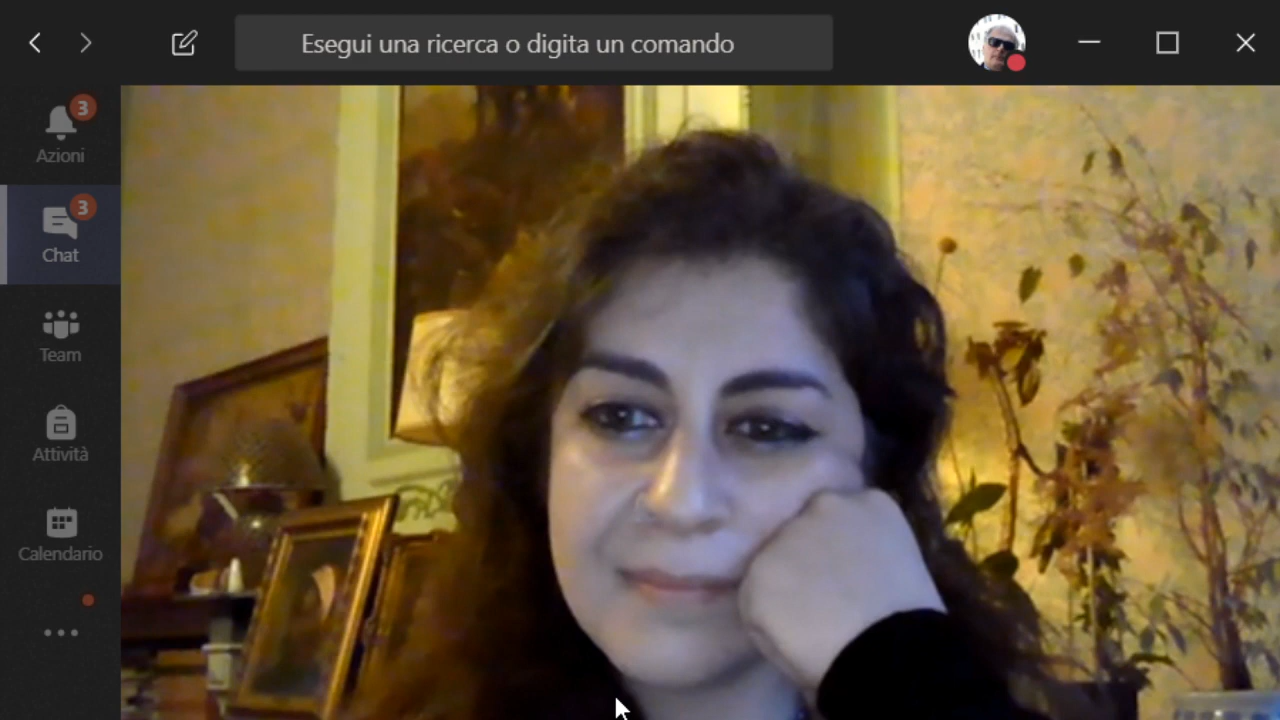 Esegui una ricerca o digita un comando
3
Azioni
3
Chat
Team
Attività
Calendario